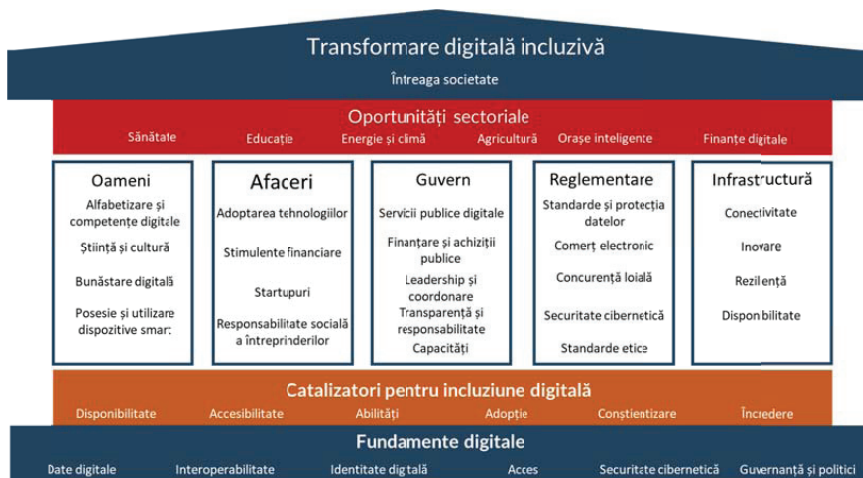 Transformare digitală incluzivă
Întreaga societate
Oportunități sectoriale
Sănătate Educație Energie și climă Agricultură Orașe inteligente Finanțe digitale
Oameni
Alfabetizare și
competențe digitale
Știință și cultură
Bunăstare digitală
Posesie și utilizare
dispozitive smart
Afaceri
Adoptarea tehnologiilor
Stimulente financiare
Startupuri
Responsabilitate socială
a întreprinderilor
Guvern
Servicii publice digitale
Finanțare și achiziții
publice
Leadership și
coordonare
Transparență și
responsabilitate
Capacități
Reglementare
Standarde și protecția
datelor
Comerț electronic
Concurență loială
Securitate cibernetică
Standarde etice
Infrastructură
Conectivitate
Inovare
Reziliență
Disponibilitate
Catalizatori pentru incluziune digitală
Disponibilitate Accesibilitate Abilități Adopție Conștientizare Încredere
Fundamente digitale
Date digitale Interoperabilitate Identitate digitală Acces Securitate cibernetică Guvernanță și politici